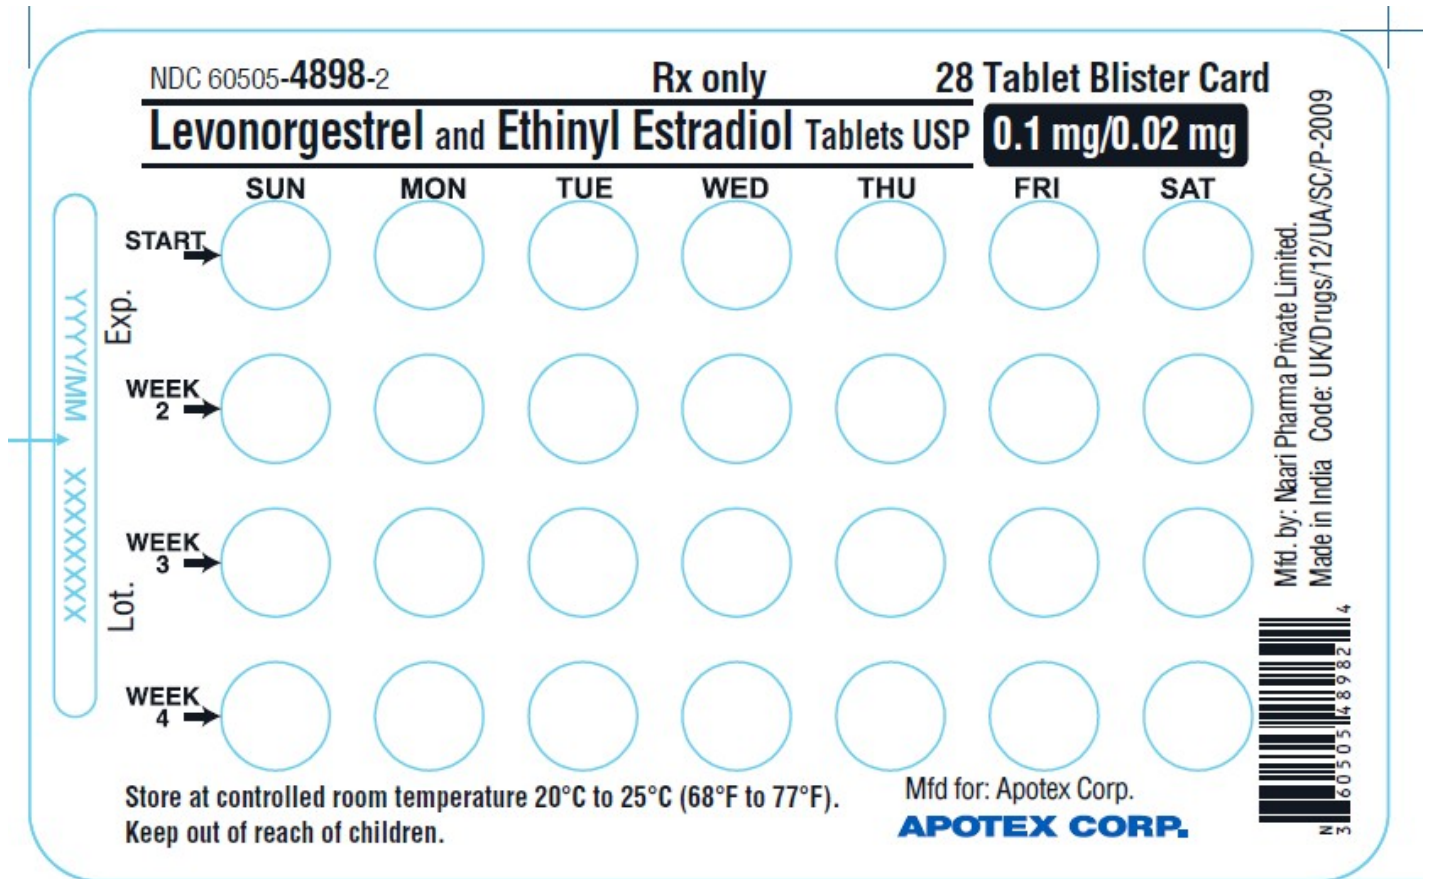 NDC 60505-4898-2 Rx only 28 Tablet Blister Card
Levonorgestrel and Ethinyl Estradiol Tablets USP 0.1 mg/0.02 mg
SUN MON TUE WED THU FRI SAT
START
WEEK
2
WEEK
3
WEEK
4
Exp.
Lot.
YYYY/MM XXXXXXXX
Store at controlled room temperature 20°C to 25°C (68°F to 77°F).
Keep out of reach of children.
Mfd for: Apotex Corp.
APOTEX CORP.
Mfd. by: Naari Pharma Private Limited.
Made in India Code: UK/Drugs/12/UA/SC/P-2009
N
3 60505 48982 4